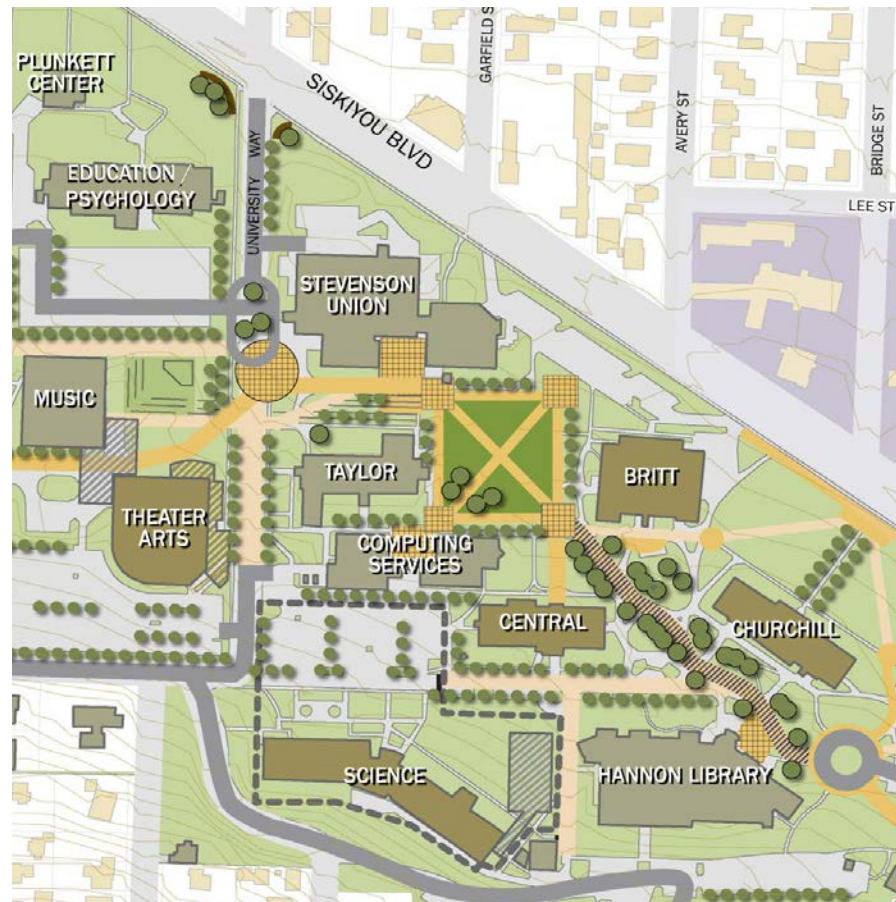 PLUNKETT
CENTER
SISKIYOU BLVD
GARFIELD S
AVERY ST
BRIDGE ST
LEE ST
EDUCATION /
PSYCHOLOGY
UNIVERSITY WAY
STEVENSON
UNION
MUSIC
TAYLOR
BRITT
THEATER
ARTS
COMPUTING
SERVICES
CENTRAL
CHURCHILL
SCIENCE
HANNON LIBRARY